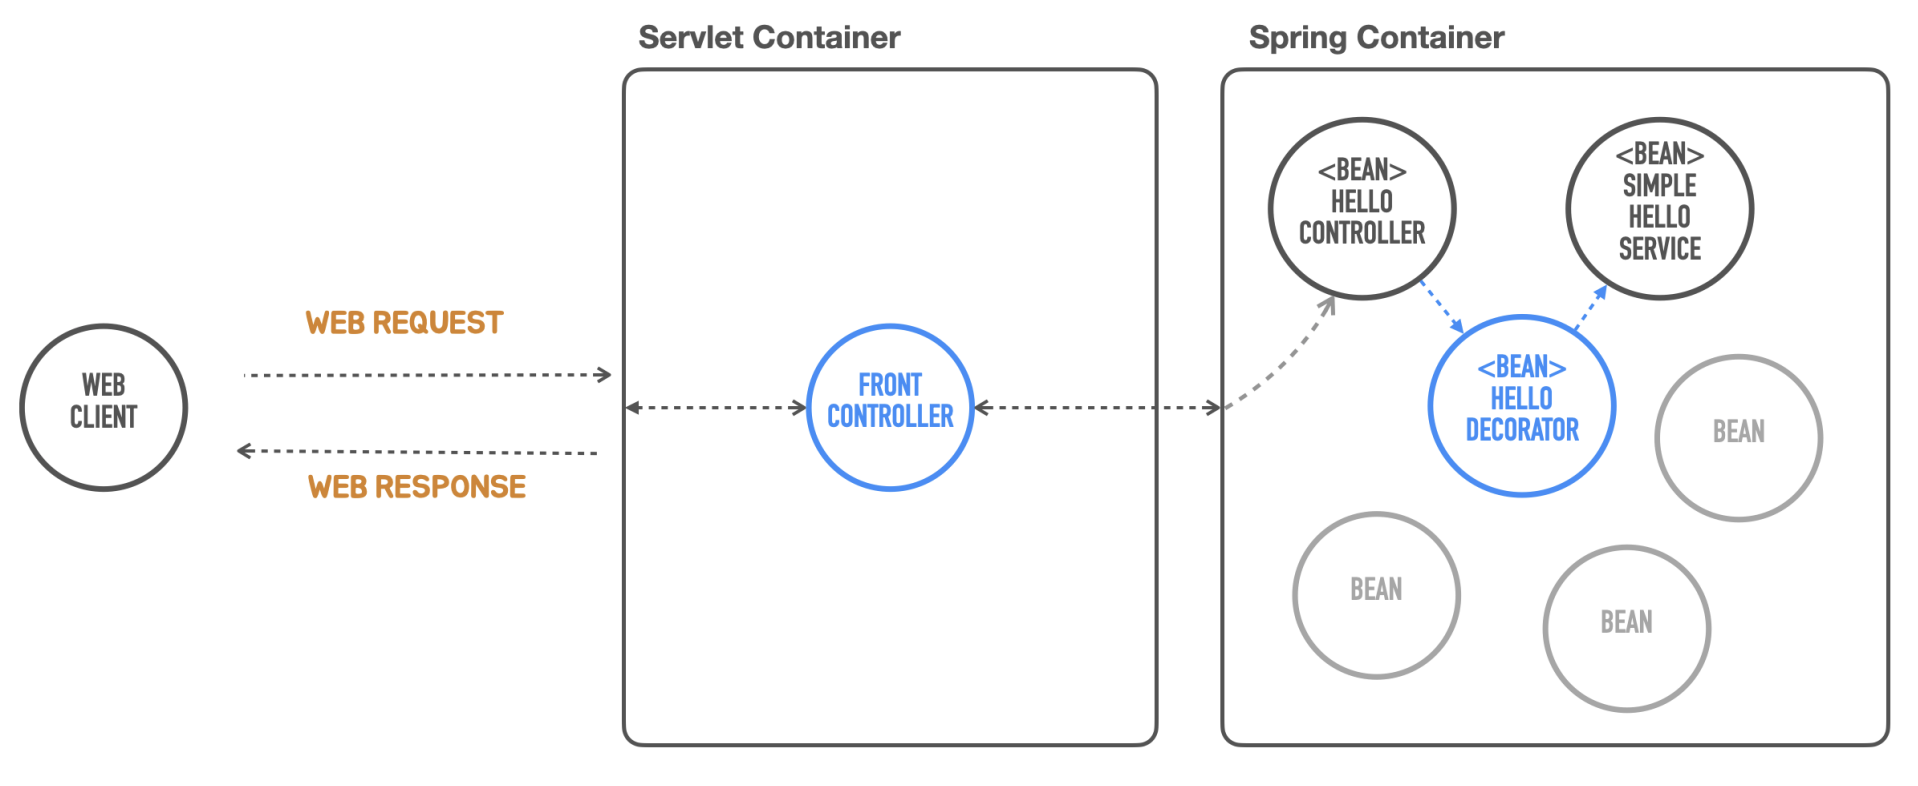 Servlet Container
Spring Container
WEB
CLIENT
WEB REQUEST
WEB RESPONSE
FRONT
CONTROLLER
<BEAN>
HELLO
CONTROLLER
<BEAN>
SIMPLE
HELLO
SERVICE
<BEAN>
HELLO
DECORATOR
BEAN
BEAN
BEAN